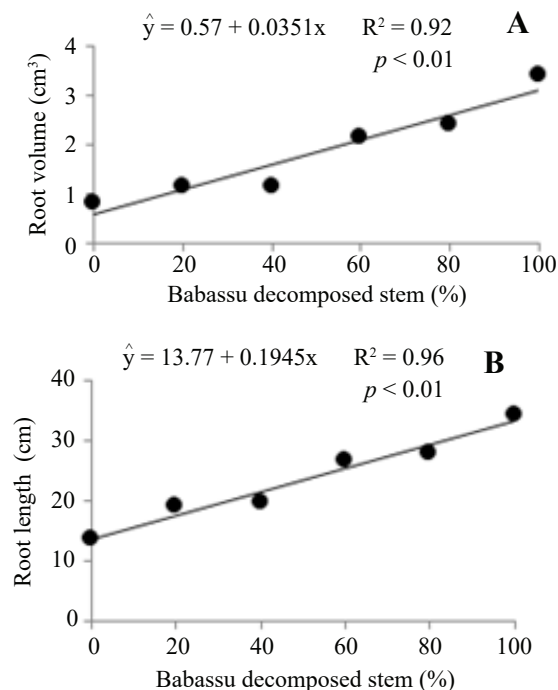 ŷ = 0.57 + 0.0351x R² = 0.92 A
p < 0.01
Root volume (cm³)
4
3
2
1
0
0 20 40 60 80 100
Babassu decomposed stem (%)
ŷ = 13.77 + 0.1945x R² = 0.96 B
p < 0.01
Root length (cm)
40
30
20
10
0
0 20 40 60 80 100
Babassu decomposed stem (%)